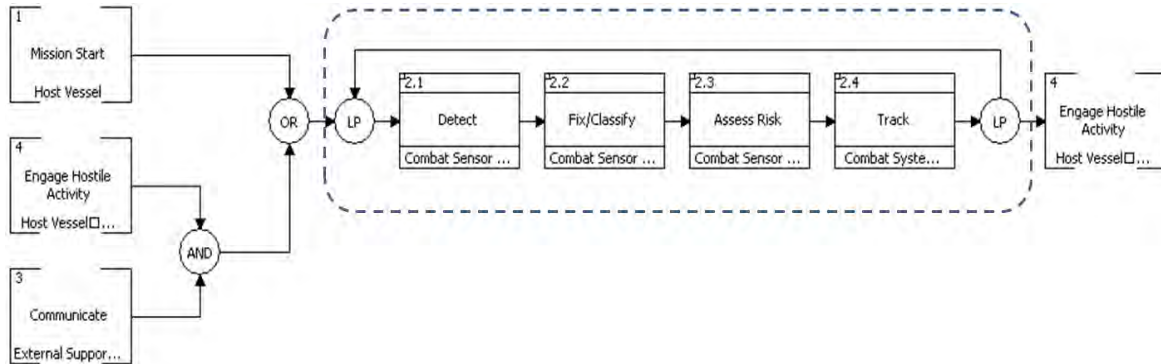 1
Mission Start
Host Vessel
4
Engage Hostile
Activity
Host Vessel□...
3
Communicate
External Suppor...
AND
OR
LP
2.1
Detect
Combat Sensor ...
2.2
Fix/Classify
Combat Sensor ...
2.3
Assess Risk
Combat Sensor ...
2.4
Track
Combat Syste...
LP
4
Engage Hostile
Activity
Host Vessel□...